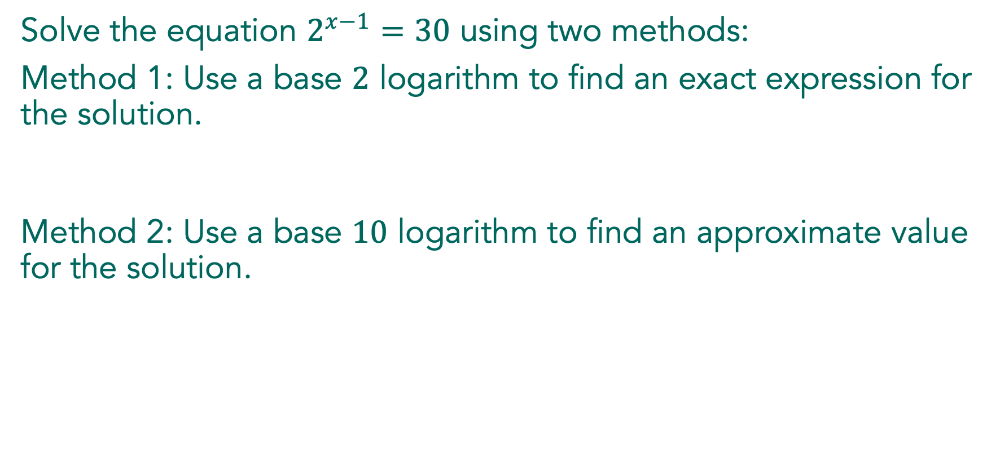 Solve the equation 2ˣ⁻¹ = 30 using two methods:
Method 1: Use a base 2 logarithm to find an exact expression for
the solution.
Method 2: Use a base 10 logarithm to find an approximate value
for the solution.